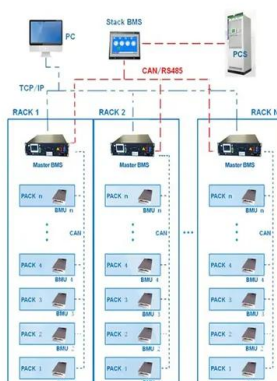 Stack BMS
PC
PCS
CAN/RS485
TCP/IP
RACK 1
RACK 2
RACK N
Master BMS
Master BMS
Master BMS
PACK n
PACK n
PACK n
BMU n
BMU n
BMU n
CAN
CAN
CAN
PACK 4
PACK 4
PACK 4
BMU 4
BMU 4
BMU 4
PACK 3
PACK 3
PACK 3
BMU 3
BMU 3
BMU 3
PACK 2
PACK 2
PACK 2
BMU 2
BMU 2
BMU 2
PACK 1
PACK 1
PACK 1
BMU 1
BMU 1
BMU 1